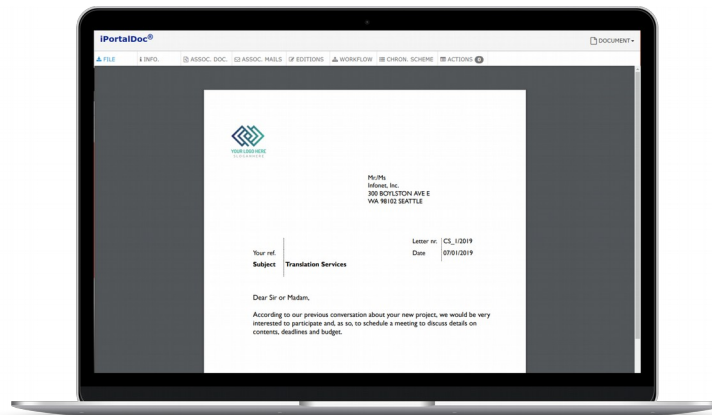 iPortalDoc®
DOCUMENT
FILE INFO. ASSOC. DOC. ASSOC. MAILS EDITIONS WORKFLOW CHRON. SCHEME ACTIONS 0
YOUR LOGO HERE
Mr./Ms
Infonet, Inc.
300 BOYLSTON AVE E
WA 98102 SEATTLE
Letter nr. CS_1/2019
Your ref. Date 07/01/2019
Subject Translation Services
Dear Sir or Madam,
According to our previous conversation about your new project, we would be very
interested to participate and, as so, to schedule a meeting to discuss details on
contents, deadlines and budget.